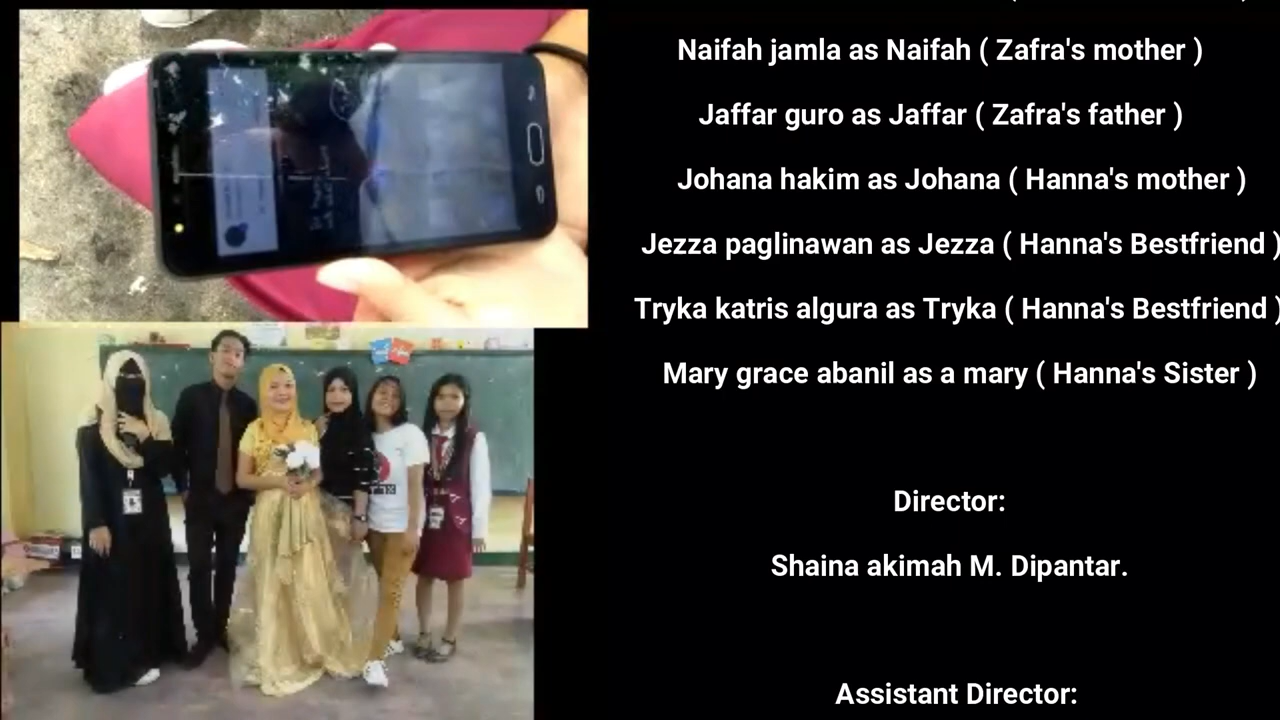 Naifah jamla as Naifah ( Zafra's mother )
Jaffar guro as Jaffar ( Zafra's father )
Johana hakim as Johana ( Hanna's mother )
Jezza paglinawan as Jezza ( Hanna's Bestfriend )
Tryka katris algura as Tryka ( Hanna's Bestfriend )
Mary grace abanil as a mary ( Hanna's Sister )
Director:
Shaina akimah M. Dipantar.
Assistant Director: